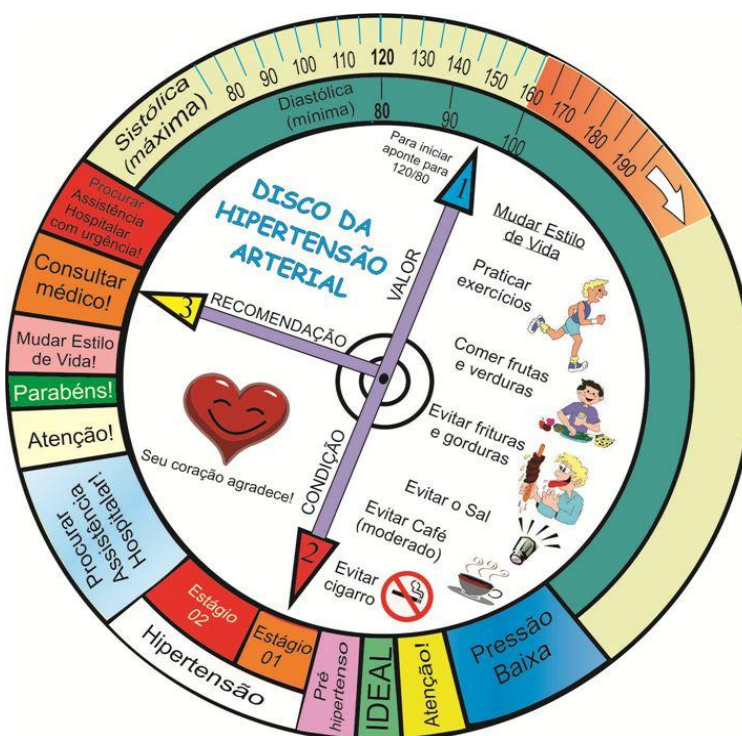 Sistólica
(máxima)
80
90
100
110
120
130
140
150
160
170
180
190
Diastólica
(mínima)
80
90
100
Para iniciar
aponte para
120/80
DISCO DA
HIPERTENSÃO
ARTERIAL
1
VALOR
3
RECOMENDAÇÃO
2
CONDIÇÃO
Seu coração agradece!
Mudar Estilo
de Vida
Praticar
exercícios
Comer frutas
e verduras
Evitar frituras
e gorduras
Evitar o Sal
Evitar Café
(moderado)
Evitar
cigarro
Procurar
Assistência
Hospitalar
com urgência!
Consultar
médico!
Mudar Estilo
de Vida!
Parabéns!
Atenção!
Procurar
Assistência
Hospitalar!
Estágio
02
Estágio
01
Hipertensão
Pré
hipertenso
IDEAL
Atenção!
Pressão
Baixa